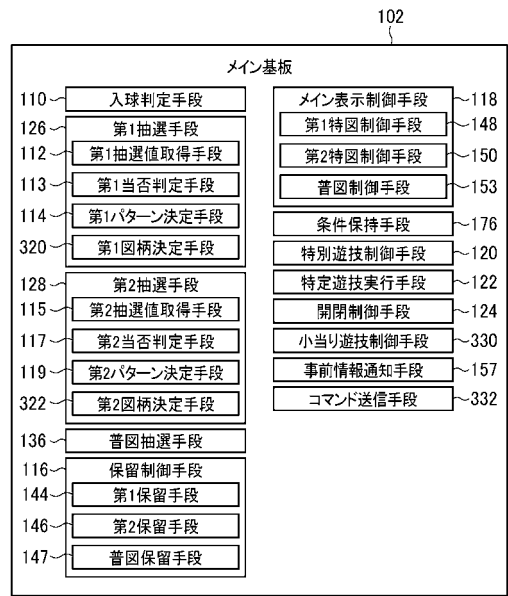 102
メイン基板
110 入球判定手段
126 第1抽選手段
112 第1抽選値取得手段
113 第1当否判定手段
114 第1パターン決定手段
320 第1図柄決定手段
128 第2抽選手段
115 第2抽選値取得手段
117 第2当否判定手段
119 第2パターン決定手段
322 第2図柄決定手段
136 普図抽選手段
116 保留制御手段
144 第1保留手段
146 第2保留手段
147 普図保留手段
メイン表示制御手段 118
第1特図制御手段 148
第2特図制御手段 150
普図制御手段 153
条件保持手段 176
特別遊技制御手段 120
特定遊技実行手段 122
開閉制御手段 124
小当り遊技制御手段 330
事前情報通知手段 157
コマンド送信手段 332